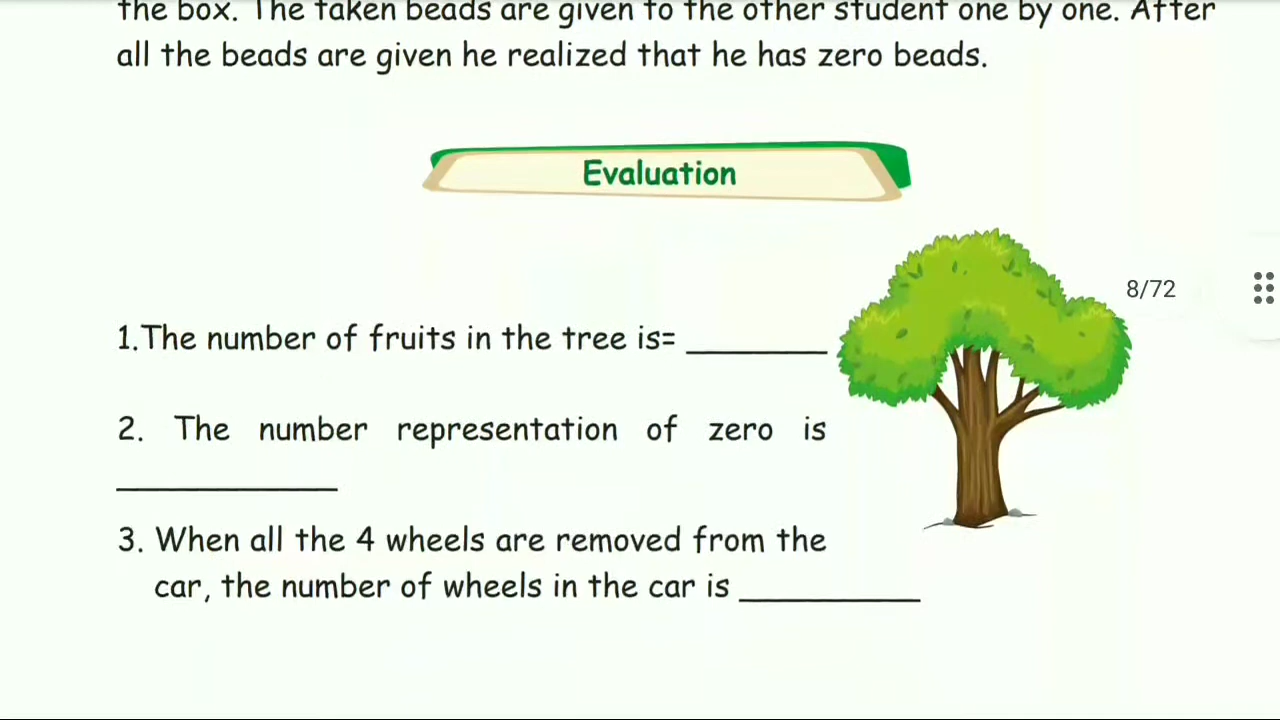 the box. The taken beads are given to the other student one by one. After
all the beads are given he realized that he has zero beads.
Evaluation
8/72
1.The number of fruits in the tree is= ________
2. The number representation of zero is
____________
3. When all the 4 wheels are removed from the
car, the number of wheels in the car is __________